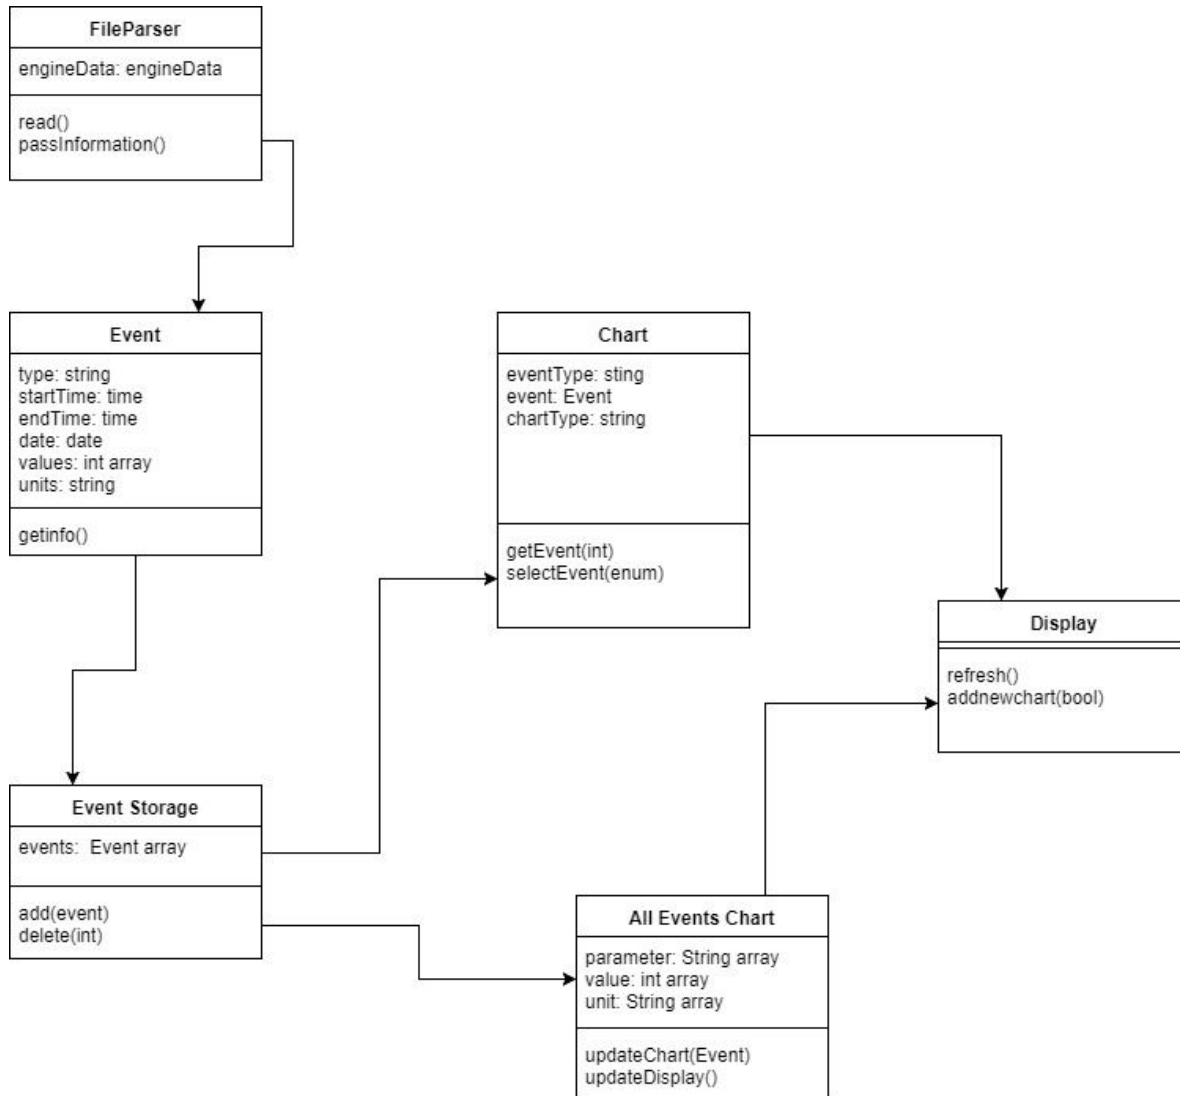 FileParser
engineData: engineData
read()
passInformation()
Event
type: string
startTime: time
endTime: time
date: date
values: int array
units: string
getinfo()
Chart
eventType: sting
event: Event
chartType: string
getEvent(int)
selectEvent(enum)
Display
refresh()
addnewchart(bool)
Event Storage
events: Event array
add(event)
delete(int)
All Events Chart
parameter: String array
value: int array
unit: String array
updateChart(Event)
updateDisplay()